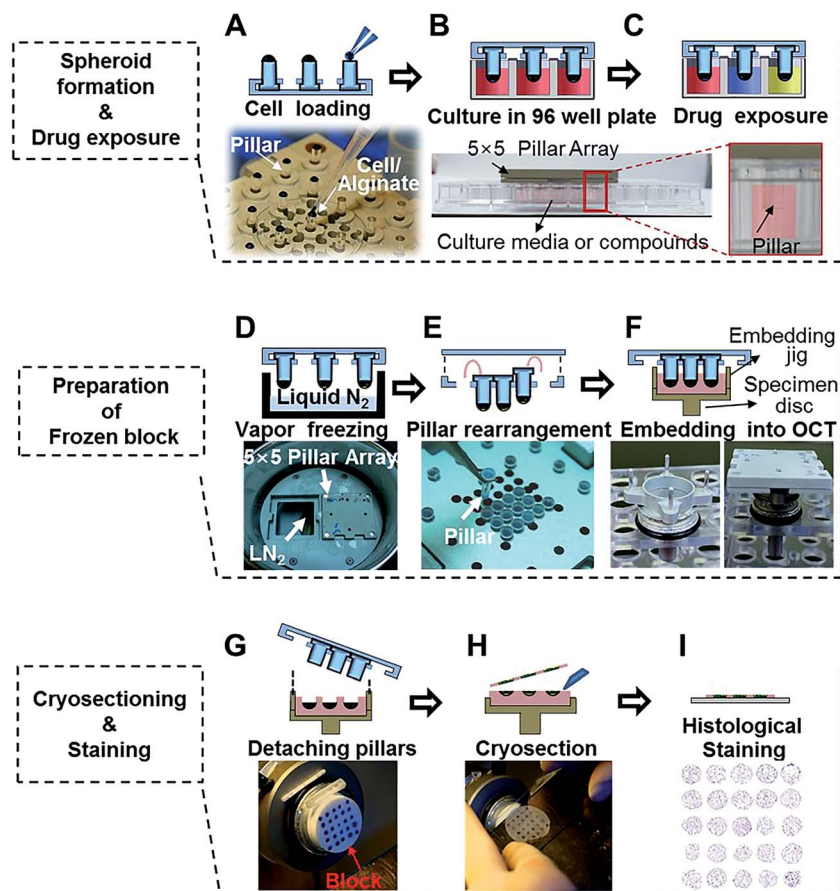 Spheroid
formation
&
Drug exposure
A
Cell loading
Pillar
Cell/
Alginate
B
Culture in 96 well plate
5×5 Pillar Array
Culture media or compounds
C
Drug exposure
Pillar
Preparation
of
Frozen block
D
Liquid N₂
Vapor freezing
5×5 Pillar Array
LN₂
E
Pillar rearrangement
Pillar
F
Embedding
jig
Specimen
disc
Embedding into OCT
Cryosectioning
&
Staining
G
Detaching pillars
Block
H
Cryosection
I
Histological
Staining